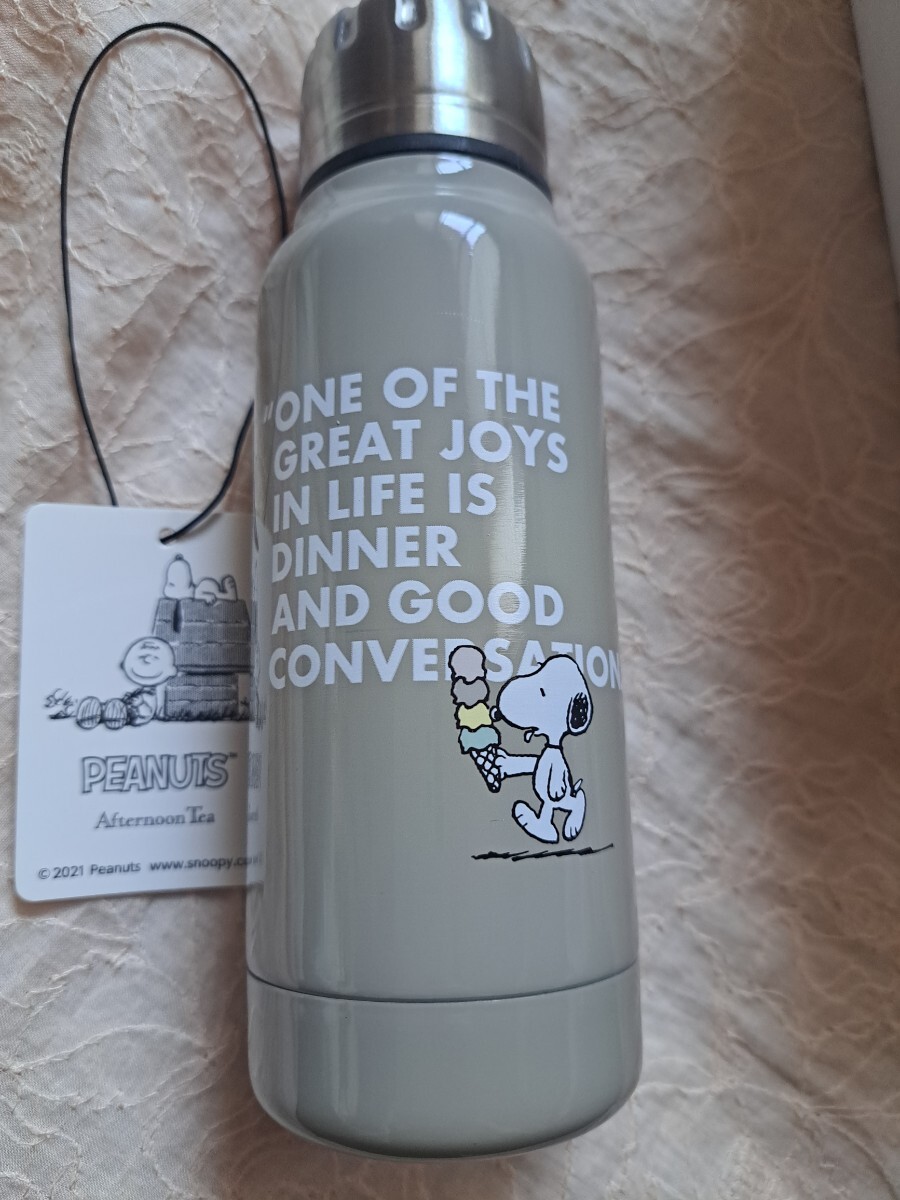 "ONE OF THE
GREAT JOYS
IN LIFE IS
DINNER
AND GOOD
CONVERSATION
PEANUTS™
Afternoon Tea
© 2021 Peanuts www.snoopy.co